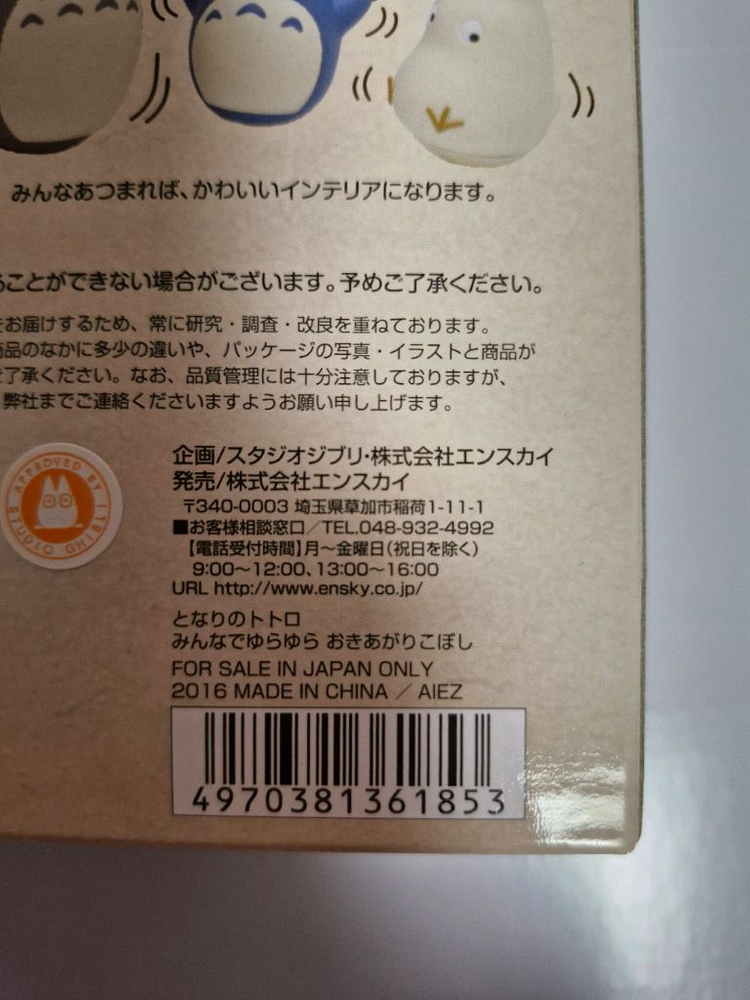 みんなあつまれば、かわいいインテリアになります。
ることができない場合がございます。予めご了承ください。
をお届けするため、常に研究・調査・改良を重ねております。
商品のなかに多少の違いや、パッケージの写真・イラストと商品が
ご了承ください。なお、品質管理には十分注意しておりますが、
弊社までご連絡くださいますようお願い申し上げます。
APPROVED BY
STUDIO GHIBLI
企画/スタジオジブリ・株式会社エンスカイ
発売/株式会社エンスカイ
〒340-0003 埼玉県草加市稲荷1-11-1
■お客様相談窓口／TEL.048-932-4992
【電話受付時間】月〜金曜日(祝日を除く)
9:00〜12:00、13:00〜16:00
URL http://www.ensky.co.jp/
となりのトトロ
みんなでゆらゆら おきあがりこぼし
FOR SALE IN JAPAN ONLY
2016 MADE IN CHINA ／ AIEZ
4970381361853